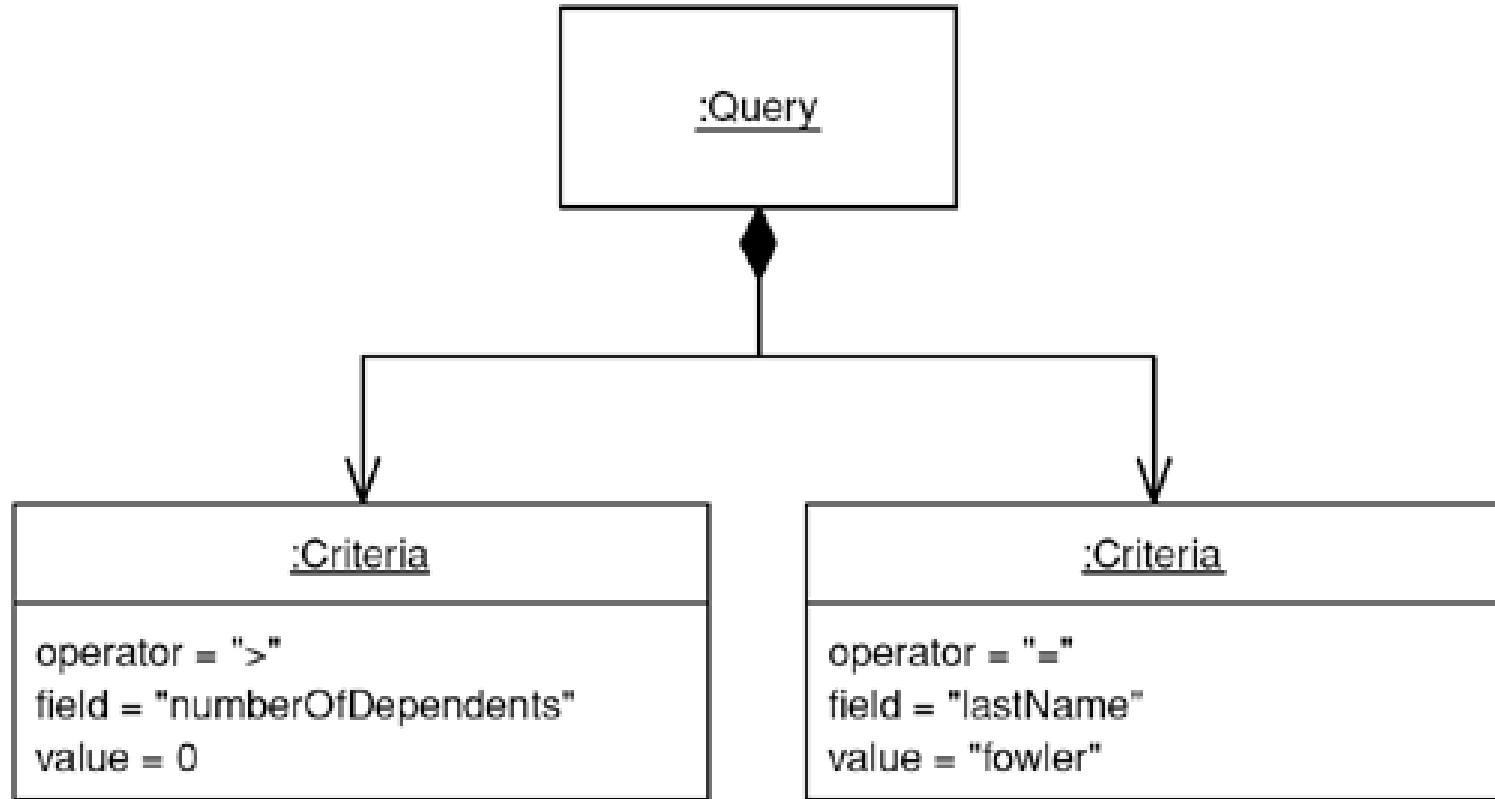 :Query
:Criteria
operator = ">"
field = "numberOfDependents"
value = 0
:Criteria
operator = "="
field = "lastName"
value = "fowler"